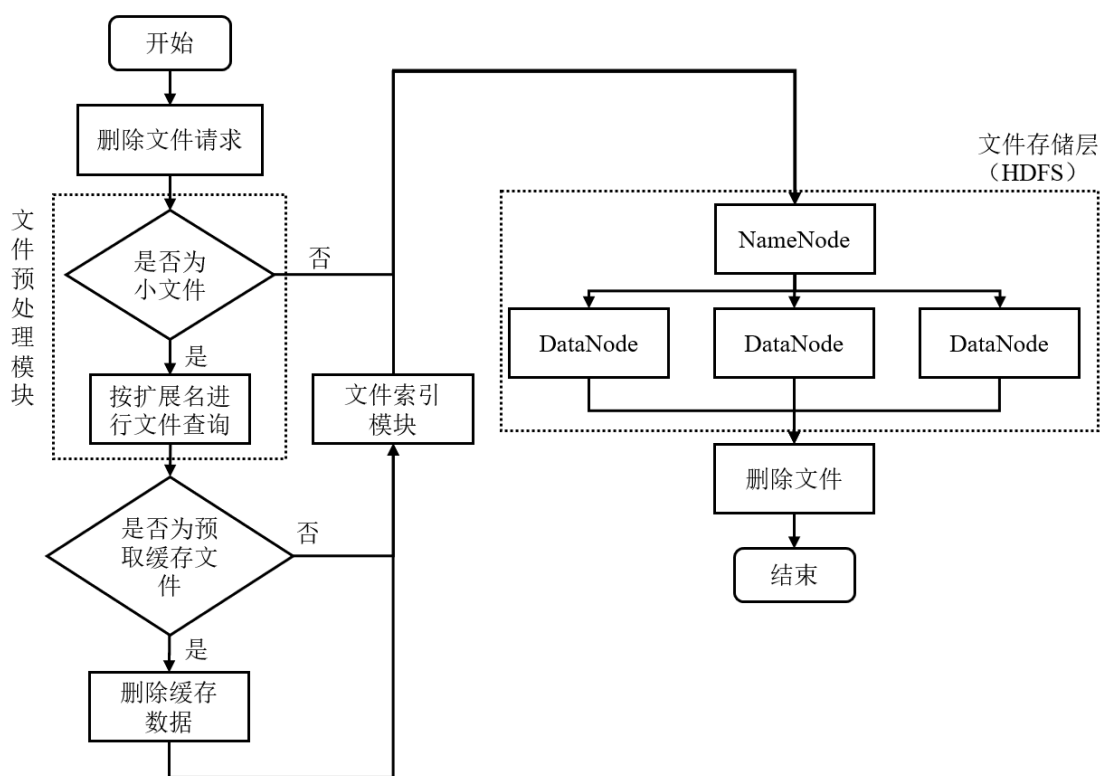 开始
删除文件请求
文件预处理模块
是否为
小文件
否
是
按扩展名进
行文件查询
文件索引
模块
是否为预
取缓存文
件
否
是
删除缓存
数据
文件存储层
（HDFS）
NameNode
DataNode
DataNode
DataNode
删除文件
结束